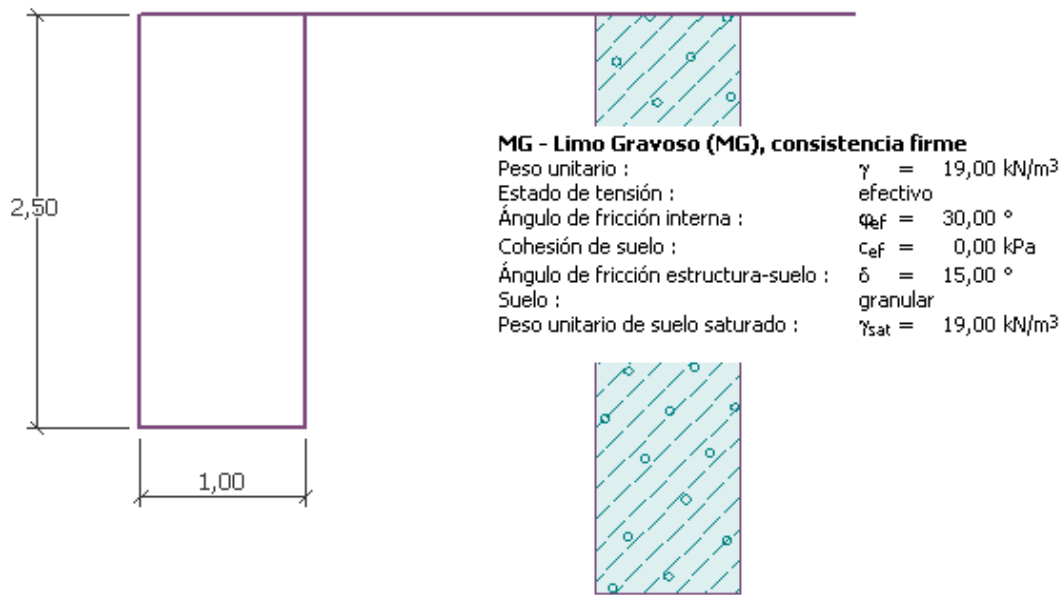 2,50
MG - Limo Gravoso (MG), consistencia firme
Peso unitario : γ = 19,00 kN/m³
Estado de tensión : efectivo
Ángulo de fricción interna : φef = 30,00 °
Cohesión de suelo : cef = 0,00 kPa
Ángulo de fricción estructura-suelo : δ = 15,00 °
Suelo : granular
Peso unitario de suelo saturado : γsat = 19,00 kN/m³
1,00